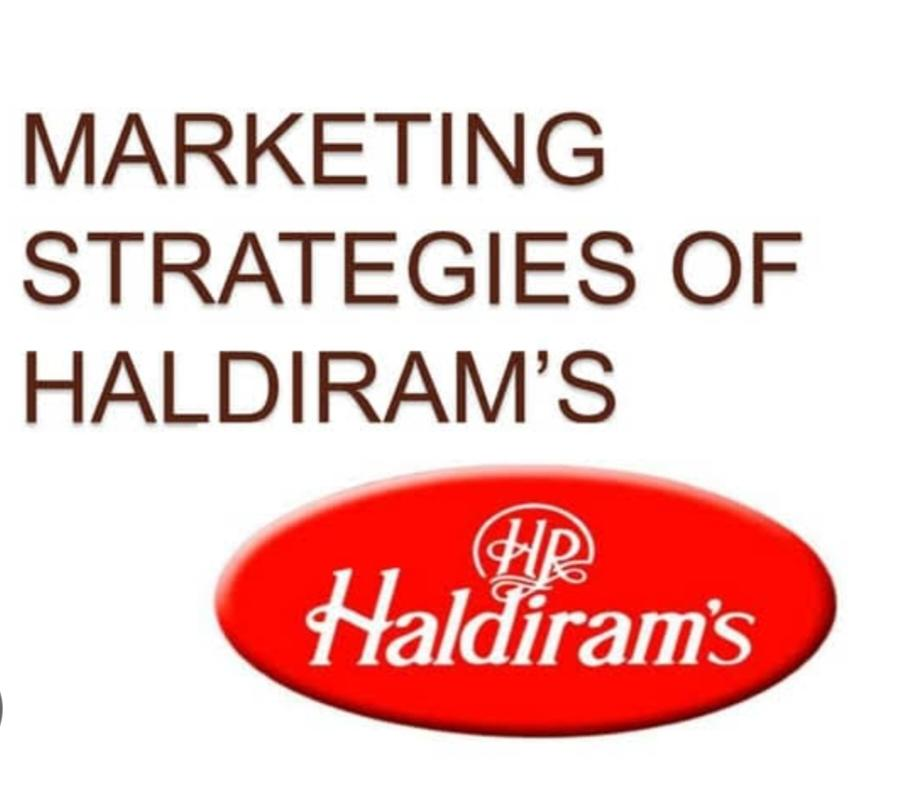 MARKETING
STRATEGIES OF
HALDIRAM’S
HR
Haldiram's